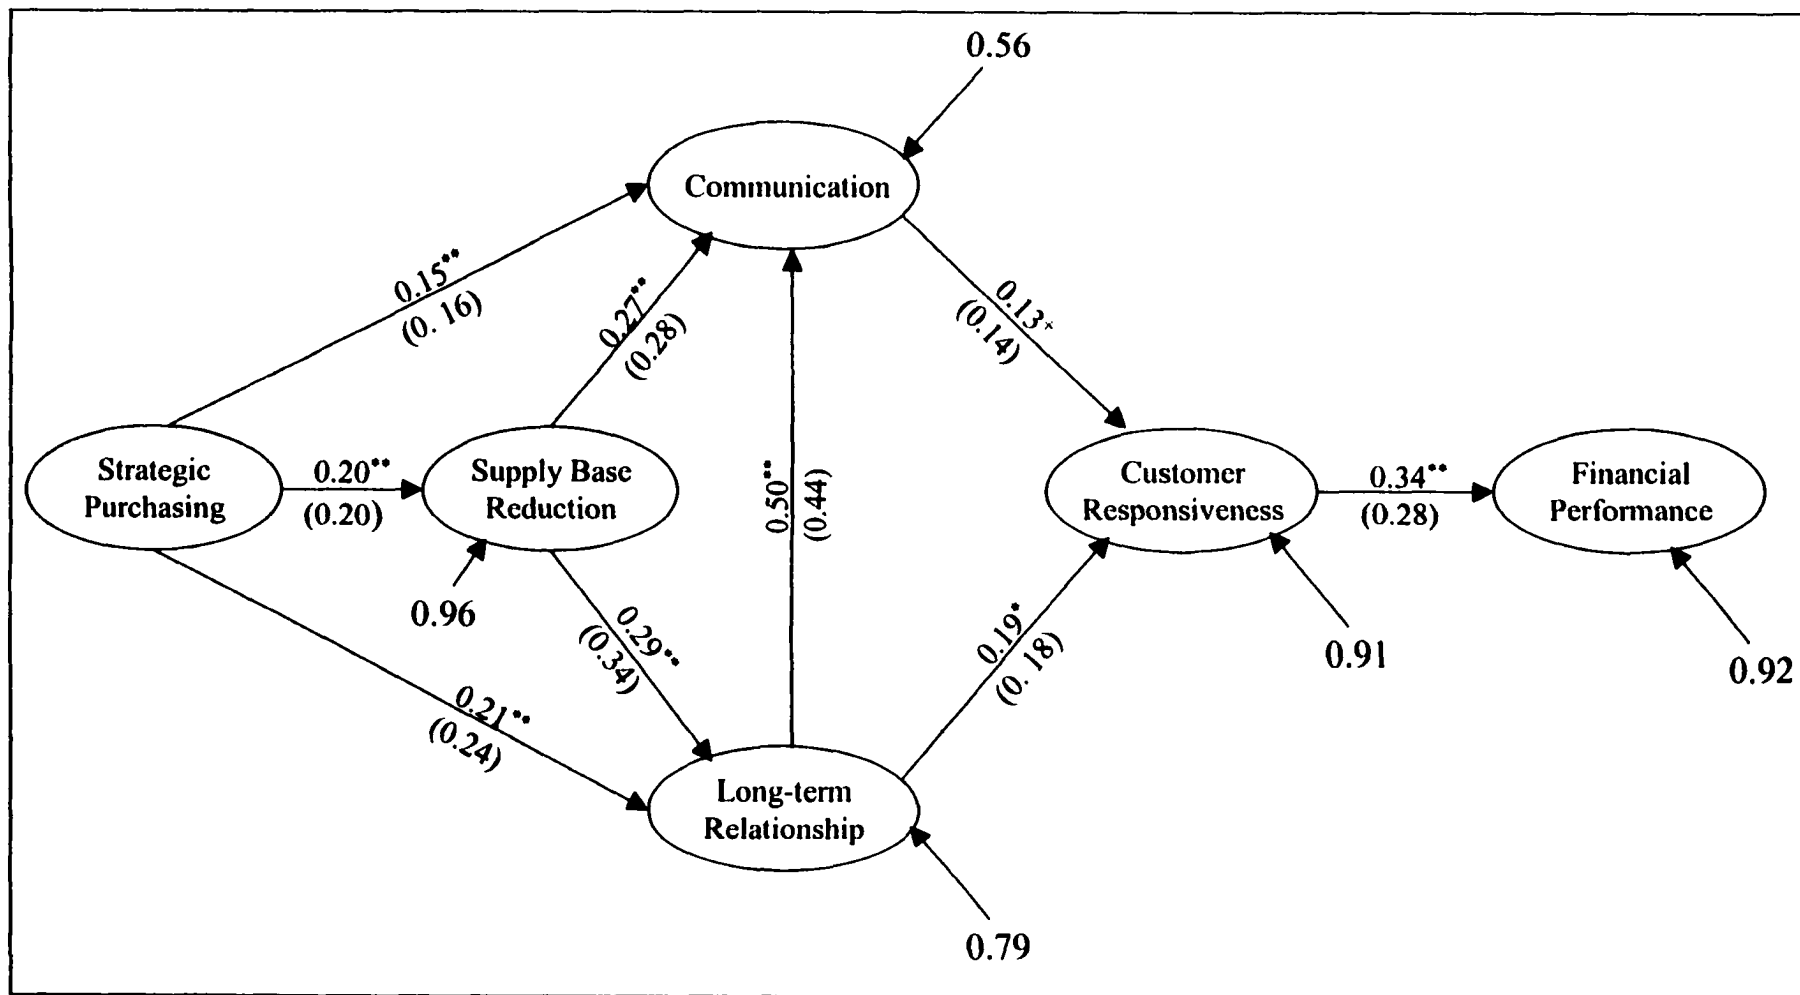 0.56
Communication
0.15**
(0. 16)
0.27**
(0.28)
0.13+
(0.14)
Strategic
Purchasing
0.20**
(0.20)
Supply Base
Reduction
0.50**
(0.44)
Customer
Responsiveness
0.34**
(0.28)
Financial
Performance
0.96
0.29**
(0.34)
0.19*
(0. 18)
0.91
0.92
0.21**
(0.24)
Long-term
Relationship
0.79